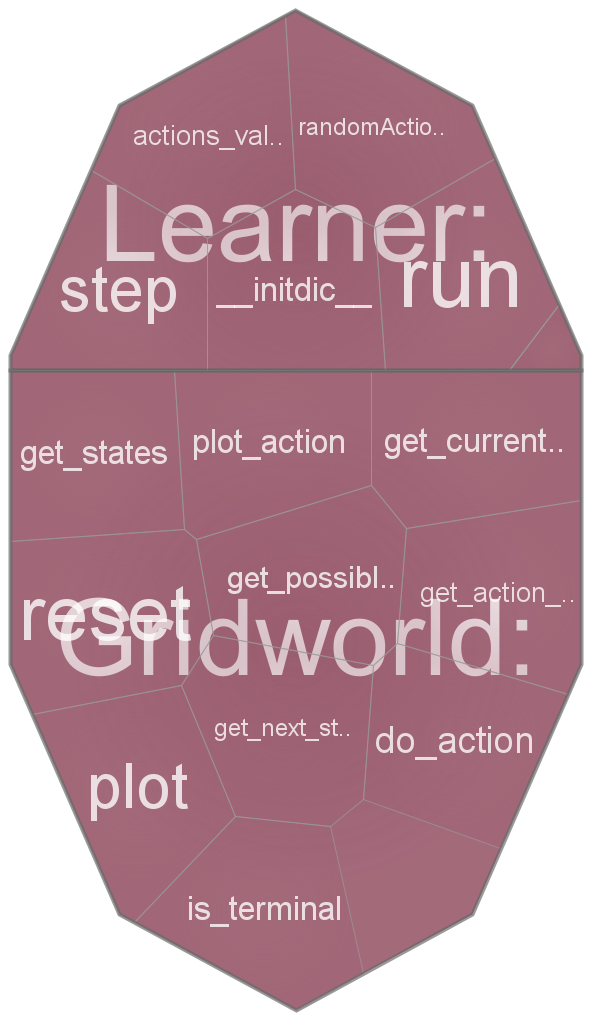 actions_val..
randomActio..
Learner:
step
__initdic__
run
get_states
plot_action
get_current..
get_possibl..
get_action_..
reset
Gridworld:
get_next_st..
do_action
plot
is_terminal